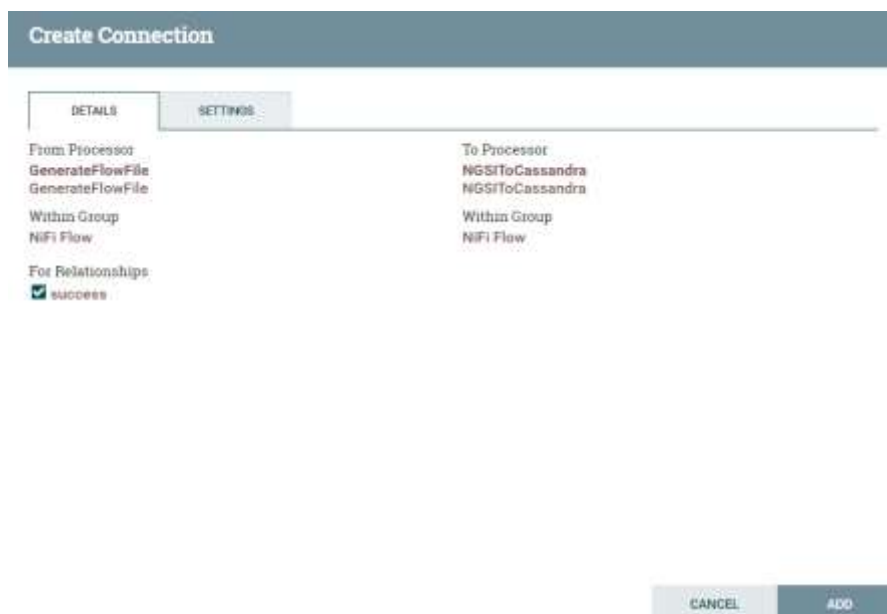 Create Connection
DETAILS
SETTINGS
From Processor
GenerateFlowFile
GenerateFlowFile
Within Group
NiFi Flow
For Relationships
success
To Processor
NGSIToCassandra
NGSIToCassandra
Within Group
NiFi Flow
CANCEL
ADD